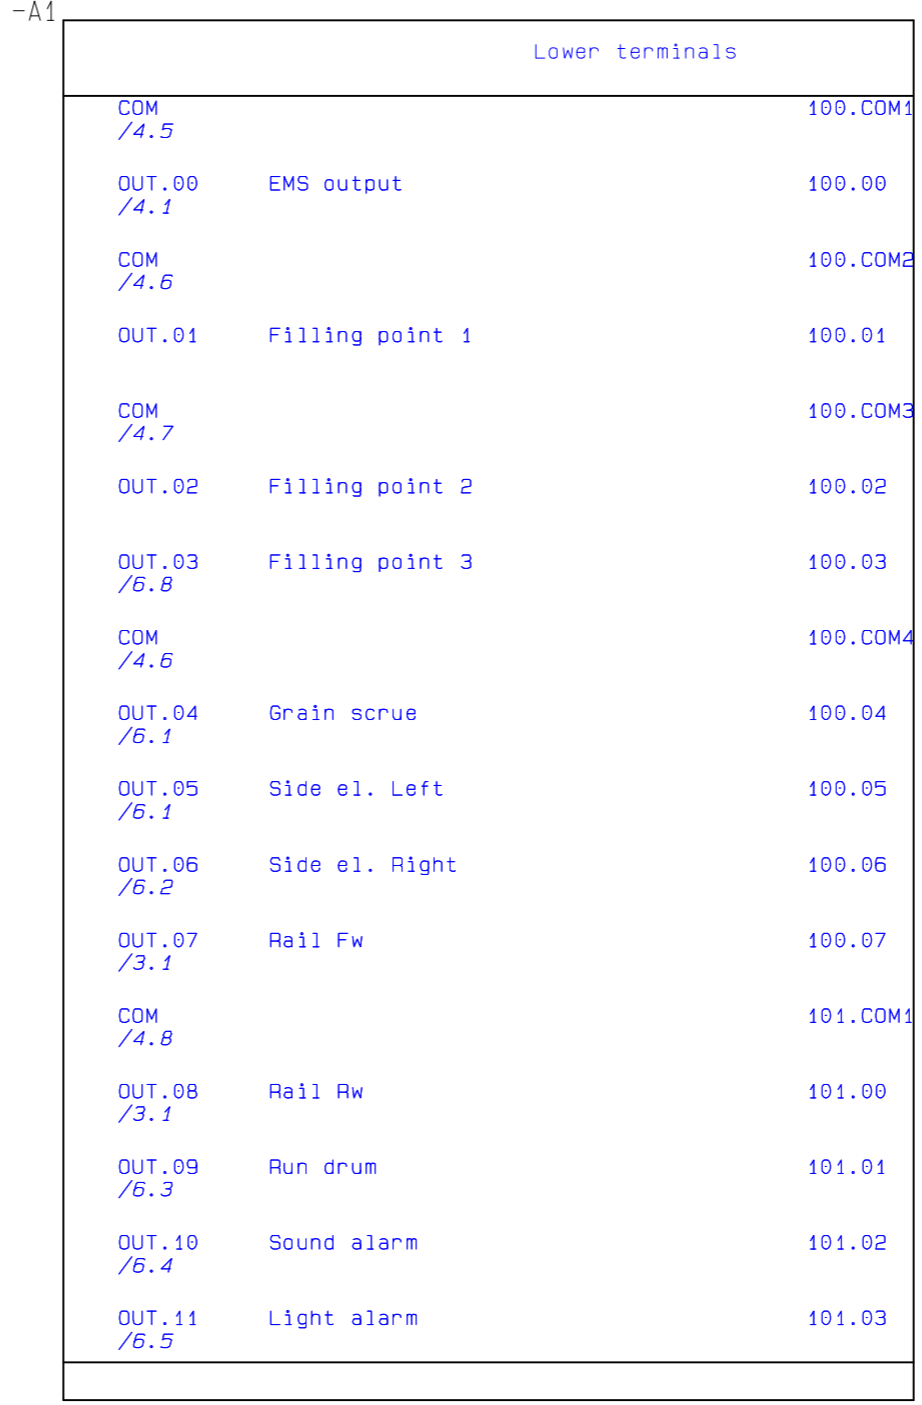 -A1
Lower terminals
COM 100.COM1
/4.5
OUT.00 EMS output 100.00
/4.1
COM 100.COM2
/4.6
OUT.01 Filling point 1 100.01
COM 100.COM3
/4.7
OUT.02 Filling point 2 100.02
OUT.03 Filling point 3 100.03
/6.8
COM 100.COM4
/4.6
OUT.04 Grain scrue 100.04
/6.1
OUT.05 Side el. Left 100.05
/6.1
OUT.06 Side el. Right 100.06
/6.2
OUT.07 Rail Fw 100.07
/3.1
COM 101.COM1
/4.8
OUT.08 Rail Rw 101.00
/3.1
OUT.09 Run drum 101.01
/6.3
OUT.10 Sound alarm 101.02
/6.4
OUT.11 Light alarm 101.03
/6.5